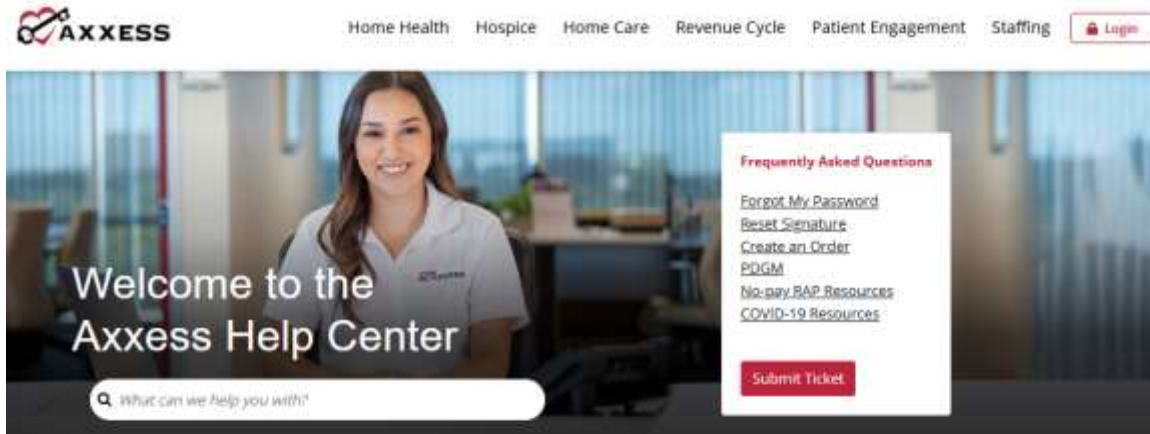 AXXESS
Home Health Hospice Home Care Revenue Cycle Patient Engagement Staffing Login
Frequently Asked Questions
Forgot My Password
Reset Signature
Create an Order
PDGM
No-pay RAP Resources
COVID-19 Resources
Submit Ticket
Welcome to the
Axxess Help Center
What can we help you with?